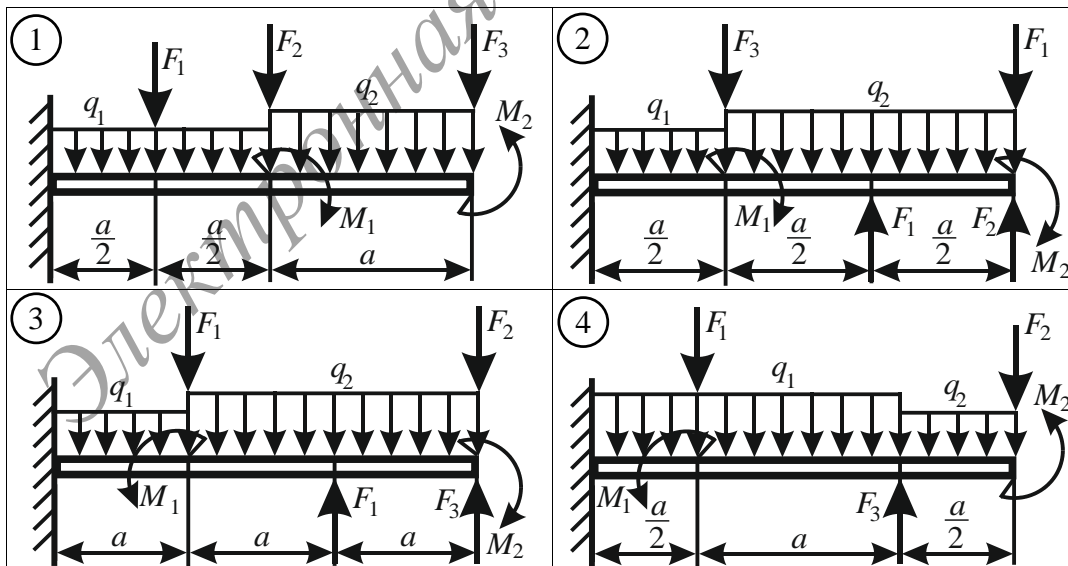 Электронная
1
F₁
F₂
F₃
q₁
q₂
M₂
M₁
a/2
a/2
a
2
F₃
F₁
q₁
q₂
M₁
F₁
F₂
M₂
a/2
a/2
a/2
3
F₁
F₂
q₁
q₂
M₁
F₁
F₃
M₂
a
a
a
4
F₁
F₂
q₁
q₂
M₂
M₁
F₃
a/2
a
a/2